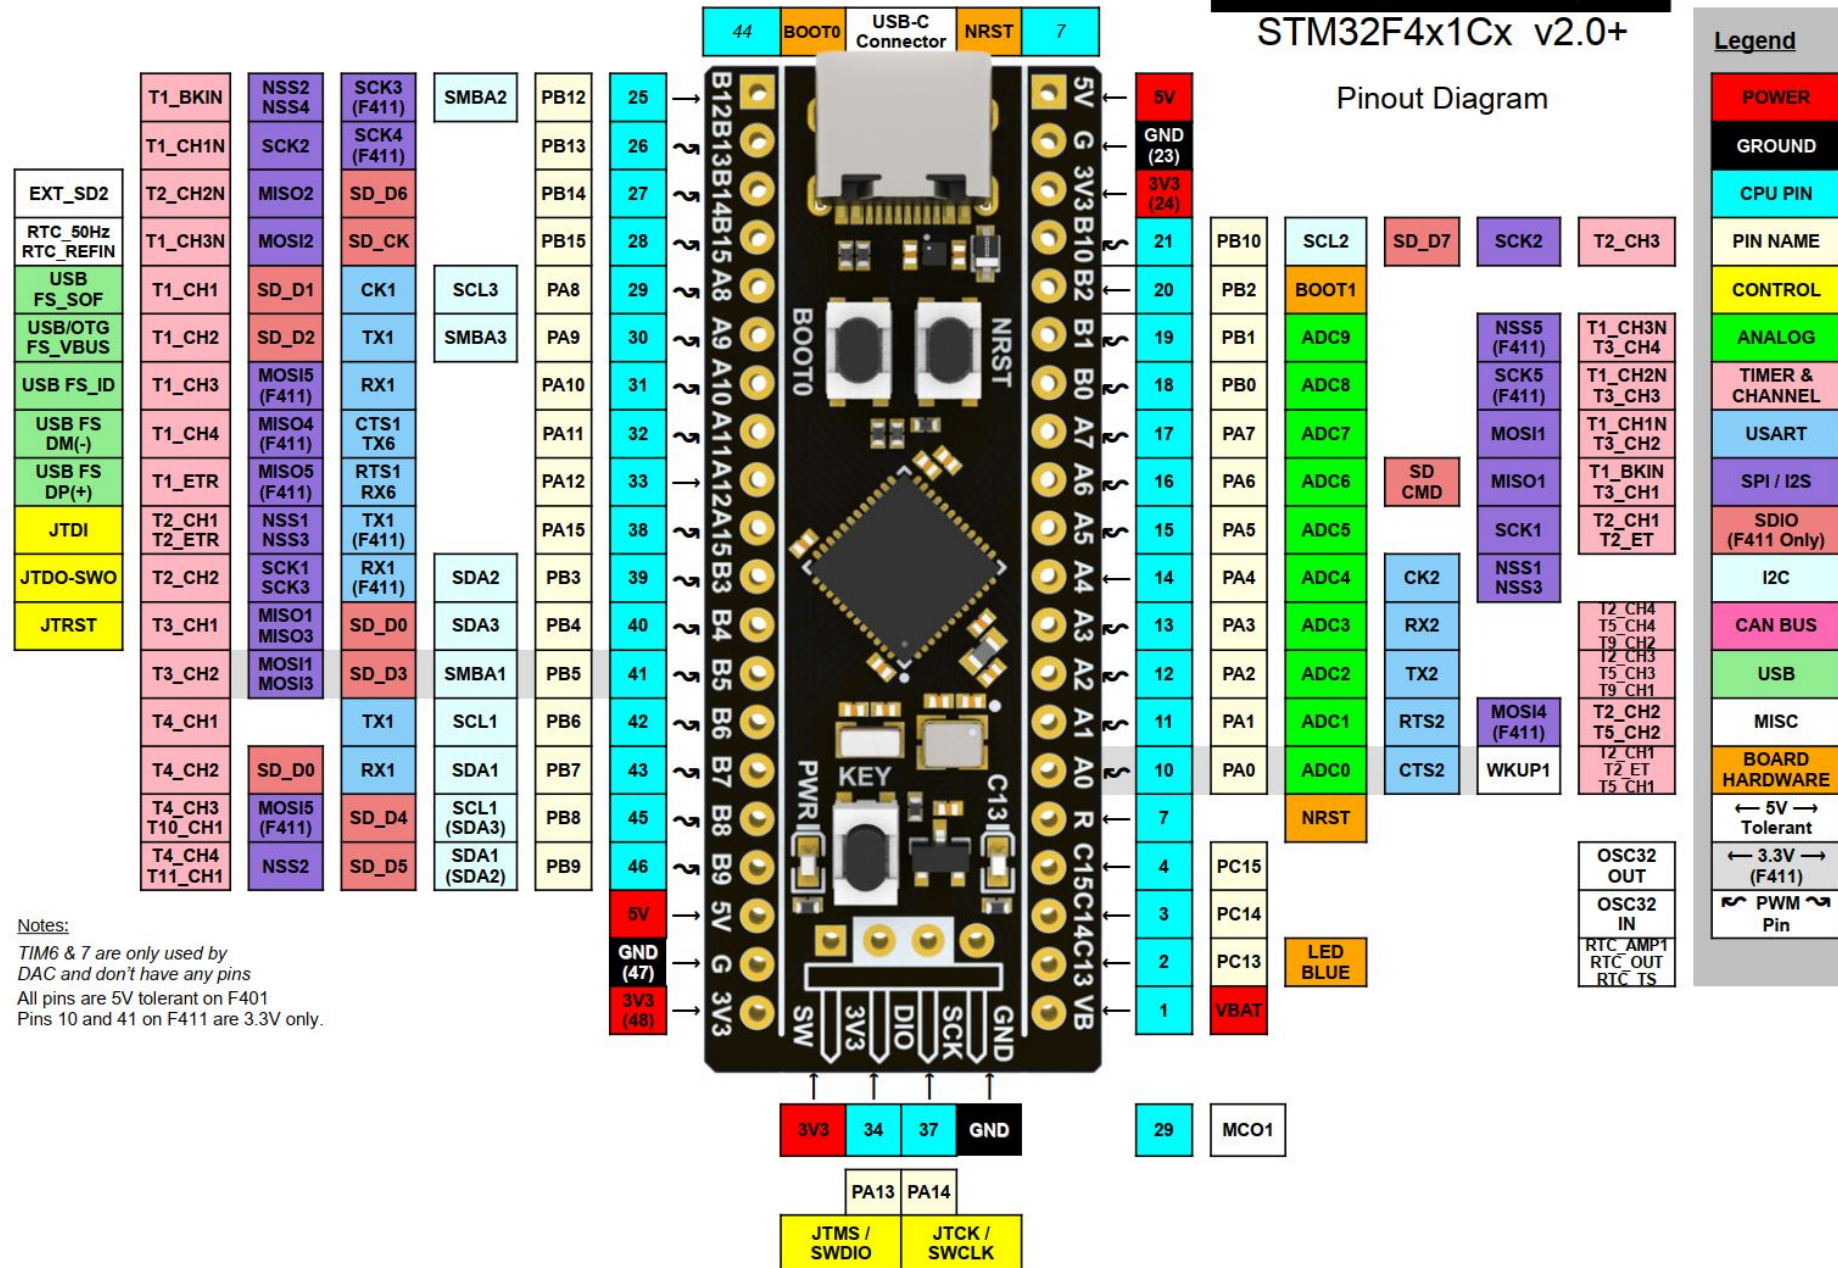 44 BOOT0 USB-C Connector NRST 7
STM32F4x1Cx v2.0+
Pinout Diagram
T1_BKIN NSS2 NSS4 SCK3 (F411) SMBA2 PB12 25 B12
T1_CH1N SCK2 SCK4 (F411) PB13 26 B13
EXT_SD2 T2_CH2N MISO2 SD_D6 PB14 27 B14
RTC_50Hz RTC_REFIN T1_CH3N MOSI2 SD_CK PB15 28 B15
USB FS_SOF T1_CH1 SD_D1 CK1 SCL3 PA8 29 A8
USB/OTG FS_VBUS T1_CH2 SD_D2 TX1 SMBA3 PA9 30 A9
USB FS_ID T1_CH3 MOSI5 (F411) RX1 PA10 31 A10
USB FS DM(-) T1_CH4 MISO4 (F411) CTS1 TX6 PA11 32 A11
USB FS DP(+) T1_ETR MISO5 (F411) RTS1 RX6 PA12 33 A12
JTDI T2_CH1 T2_ETR NSS1 NSS3 TX1 (F411) PA15 38 A15
JTDO-SWO T2_CH2 SCK1 SCK3 RX1 (F411) SDA2 PB3 39 B3
JTRST T3_CH1 MISO1 MISO3 SD_D0 SDA3 PB4 40 B4
T3_CH2 MOSI1 MOSI3 SD_D3 SMBA1 PB5 41 B5
T4_CH1 TX1 SCL1 PB6 42 B6
T4_CH2 SD_D0 RX1 SDA1 PB7 43 B7
T4_CH3 T10_CH1 MOSI5 (F411) SD_D4 SCL1 (SDA3) PB8 45 B8
T4_CH4 T11_CH1 NSS2 SD_D5 SDA1 (SDA2) PB9 46 B9
5V 5V
GND (47) G
3V3 (48) 3V3
BOOT0
NRST
PWR
KEY
C13
SW 3V3 DIO SCK GND
5V 5V
G GND (23)
3V3 3V3 (24)
B10 21 PB10 SCL2 SD_D7 SCK2 T2_CH3
B2 20 PB2 BOOT1
B1 19 PB1 ADC9 NSS5 (F411) T1_CH3N T3_CH4
B0 18 PB0 ADC8 SCK5 (F411) T1_CH2N T3_CH3
A7 17 PA7 ADC7 MOSI1 T1_CH1N T3_CH2
A6 16 PA6 ADC6 SD CMD MISO1 T1_BKIN T3_CH1
A5 15 PA5 ADC5 SCK1 T2_CH1 T2_ET
A4 14 PA4 ADC4 CK2 NSS1 NSS3
A3 13 PA3 ADC3 RX2 T2_CH4 T5_CH4 T9_CH2
A2 12 PA2 ADC2 TX2 T2_CH3 T5_CH3 T9_CH1
A1 11 PA1 ADC1 RTS2 MOSI4 (F411) T2_CH2 T5_CH2
A0 10 PA0 ADC0 CTS2 WKUP1 T2_CH1 T2_ET T5_CH1
R 7 NRST
C15 4 PC15 OSC32 OUT
C14 3 PC14 OSC32 IN
C13 2 PC13 LED BLUE RTC_AMP1 RTC_OUT RTC_TS
VB 1 VBAT
3V3 34 37 GND
29 MCO1
PA13 PA14
JTMS / SWDIO JTCK / SWCLK
Notes:
TIM6 & 7 are only used by
DAC and don't have any pins
All pins are 5V tolerant on F401
Pins 10 and 41 on F411 are 3.3V only.
Legend
POWER
GROUND
CPU PIN
PIN NAME
CONTROL
ANALOG
TIMER &
CHANNEL
USART
SPI / I2S
SDIO
(F411 Only)
I2C
CAN BUS
USB
MISC
BOARD
HARDWARE
← 5V →
Tolerant
← 3.3V →
(F411)
PWM
Pin